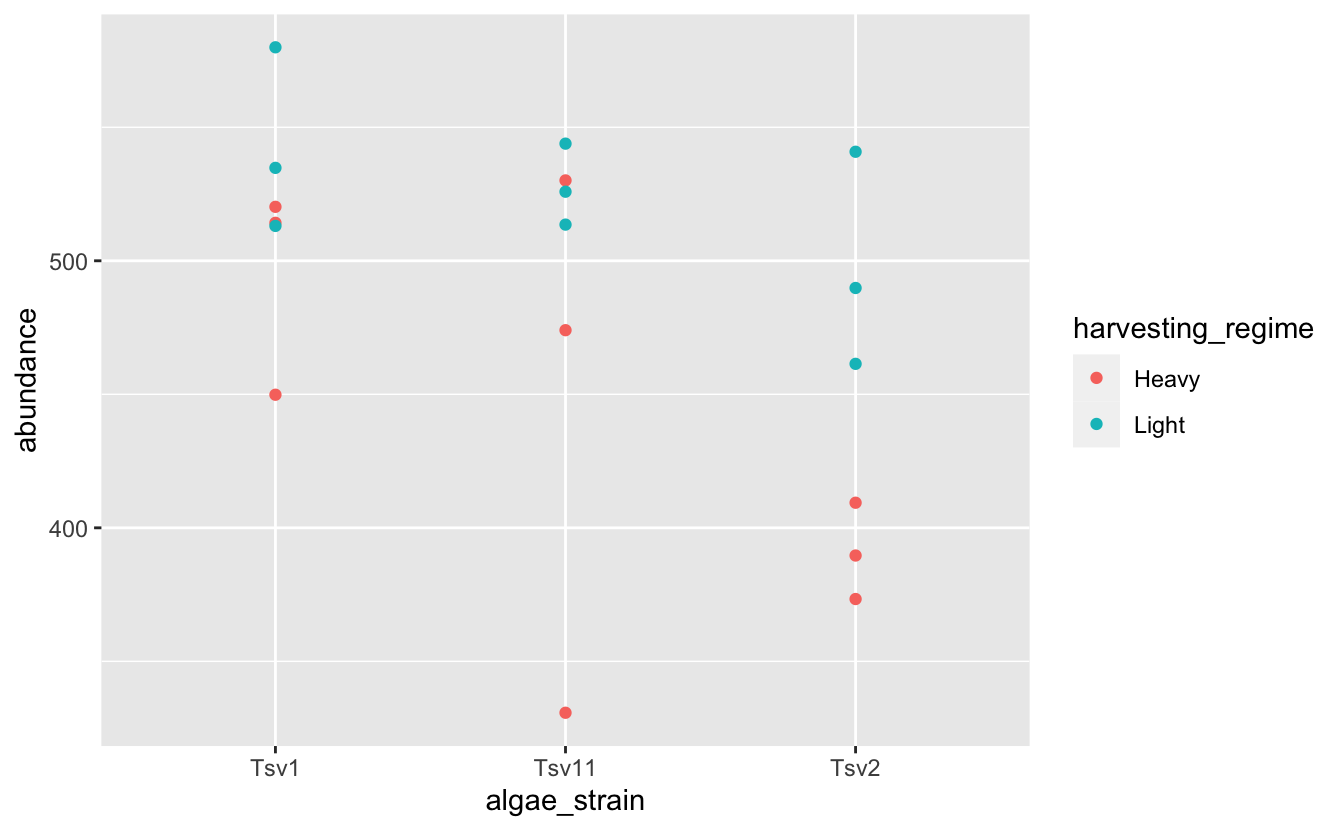 abundance
500
400
Tsv1 Tsv11 Tsv2
algae_strain
harvesting_regime
Heavy
Light